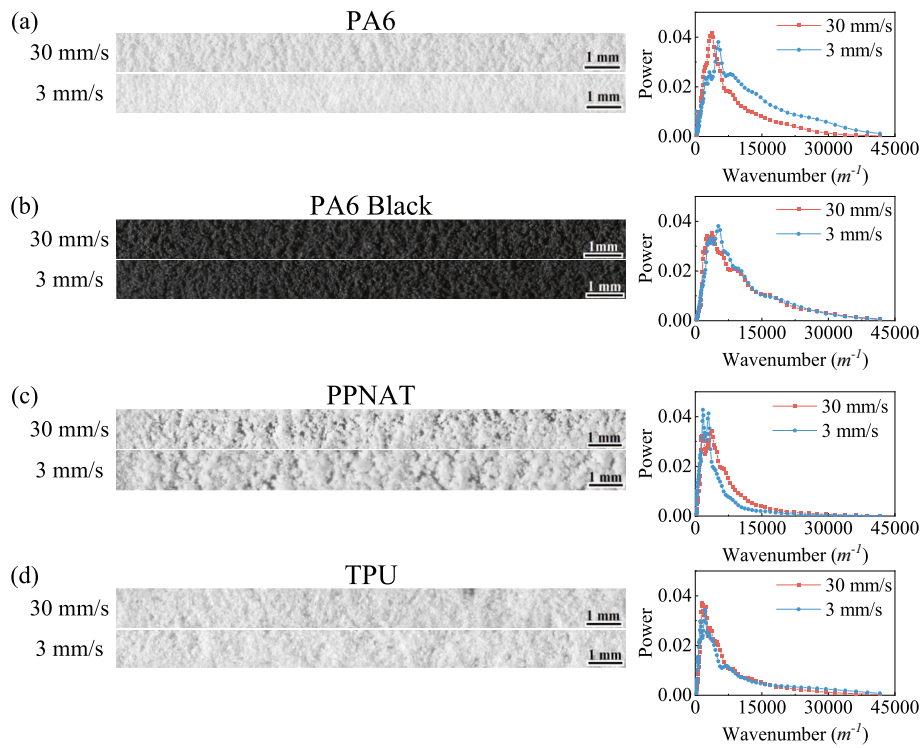 (a)
PA6
30 mm/s
1 mm
3 mm/s
1 mm
Power
0.04
0.02
0.00
30 mm/s
3 mm/s
0 15000 30000 45000
Wavenumber (m⁻¹)
(b)
PA6 Black
30 mm/s
1mm
3 mm/s
1 mm
Power
0.04
0.02
0.00
30 mm/s
3 mm/s
0 15000 30000 45000
Wavenumber (m⁻¹)
(c)
PPNAT
30 mm/s
1 mm
3 mm/s
1 mm
Power
0.04
0.02
0.00
30 mm/s
3 mm/s
0 15000 30000 45000
Wavenumber (m⁻¹)
(d)
TPU
30 mm/s
1 mm
3 mm/s
1 mm
Power
0.04
0.02
0.00
30 mm/s
3 mm/s
0 15000 30000 45000
Wavenumber (m⁻¹)